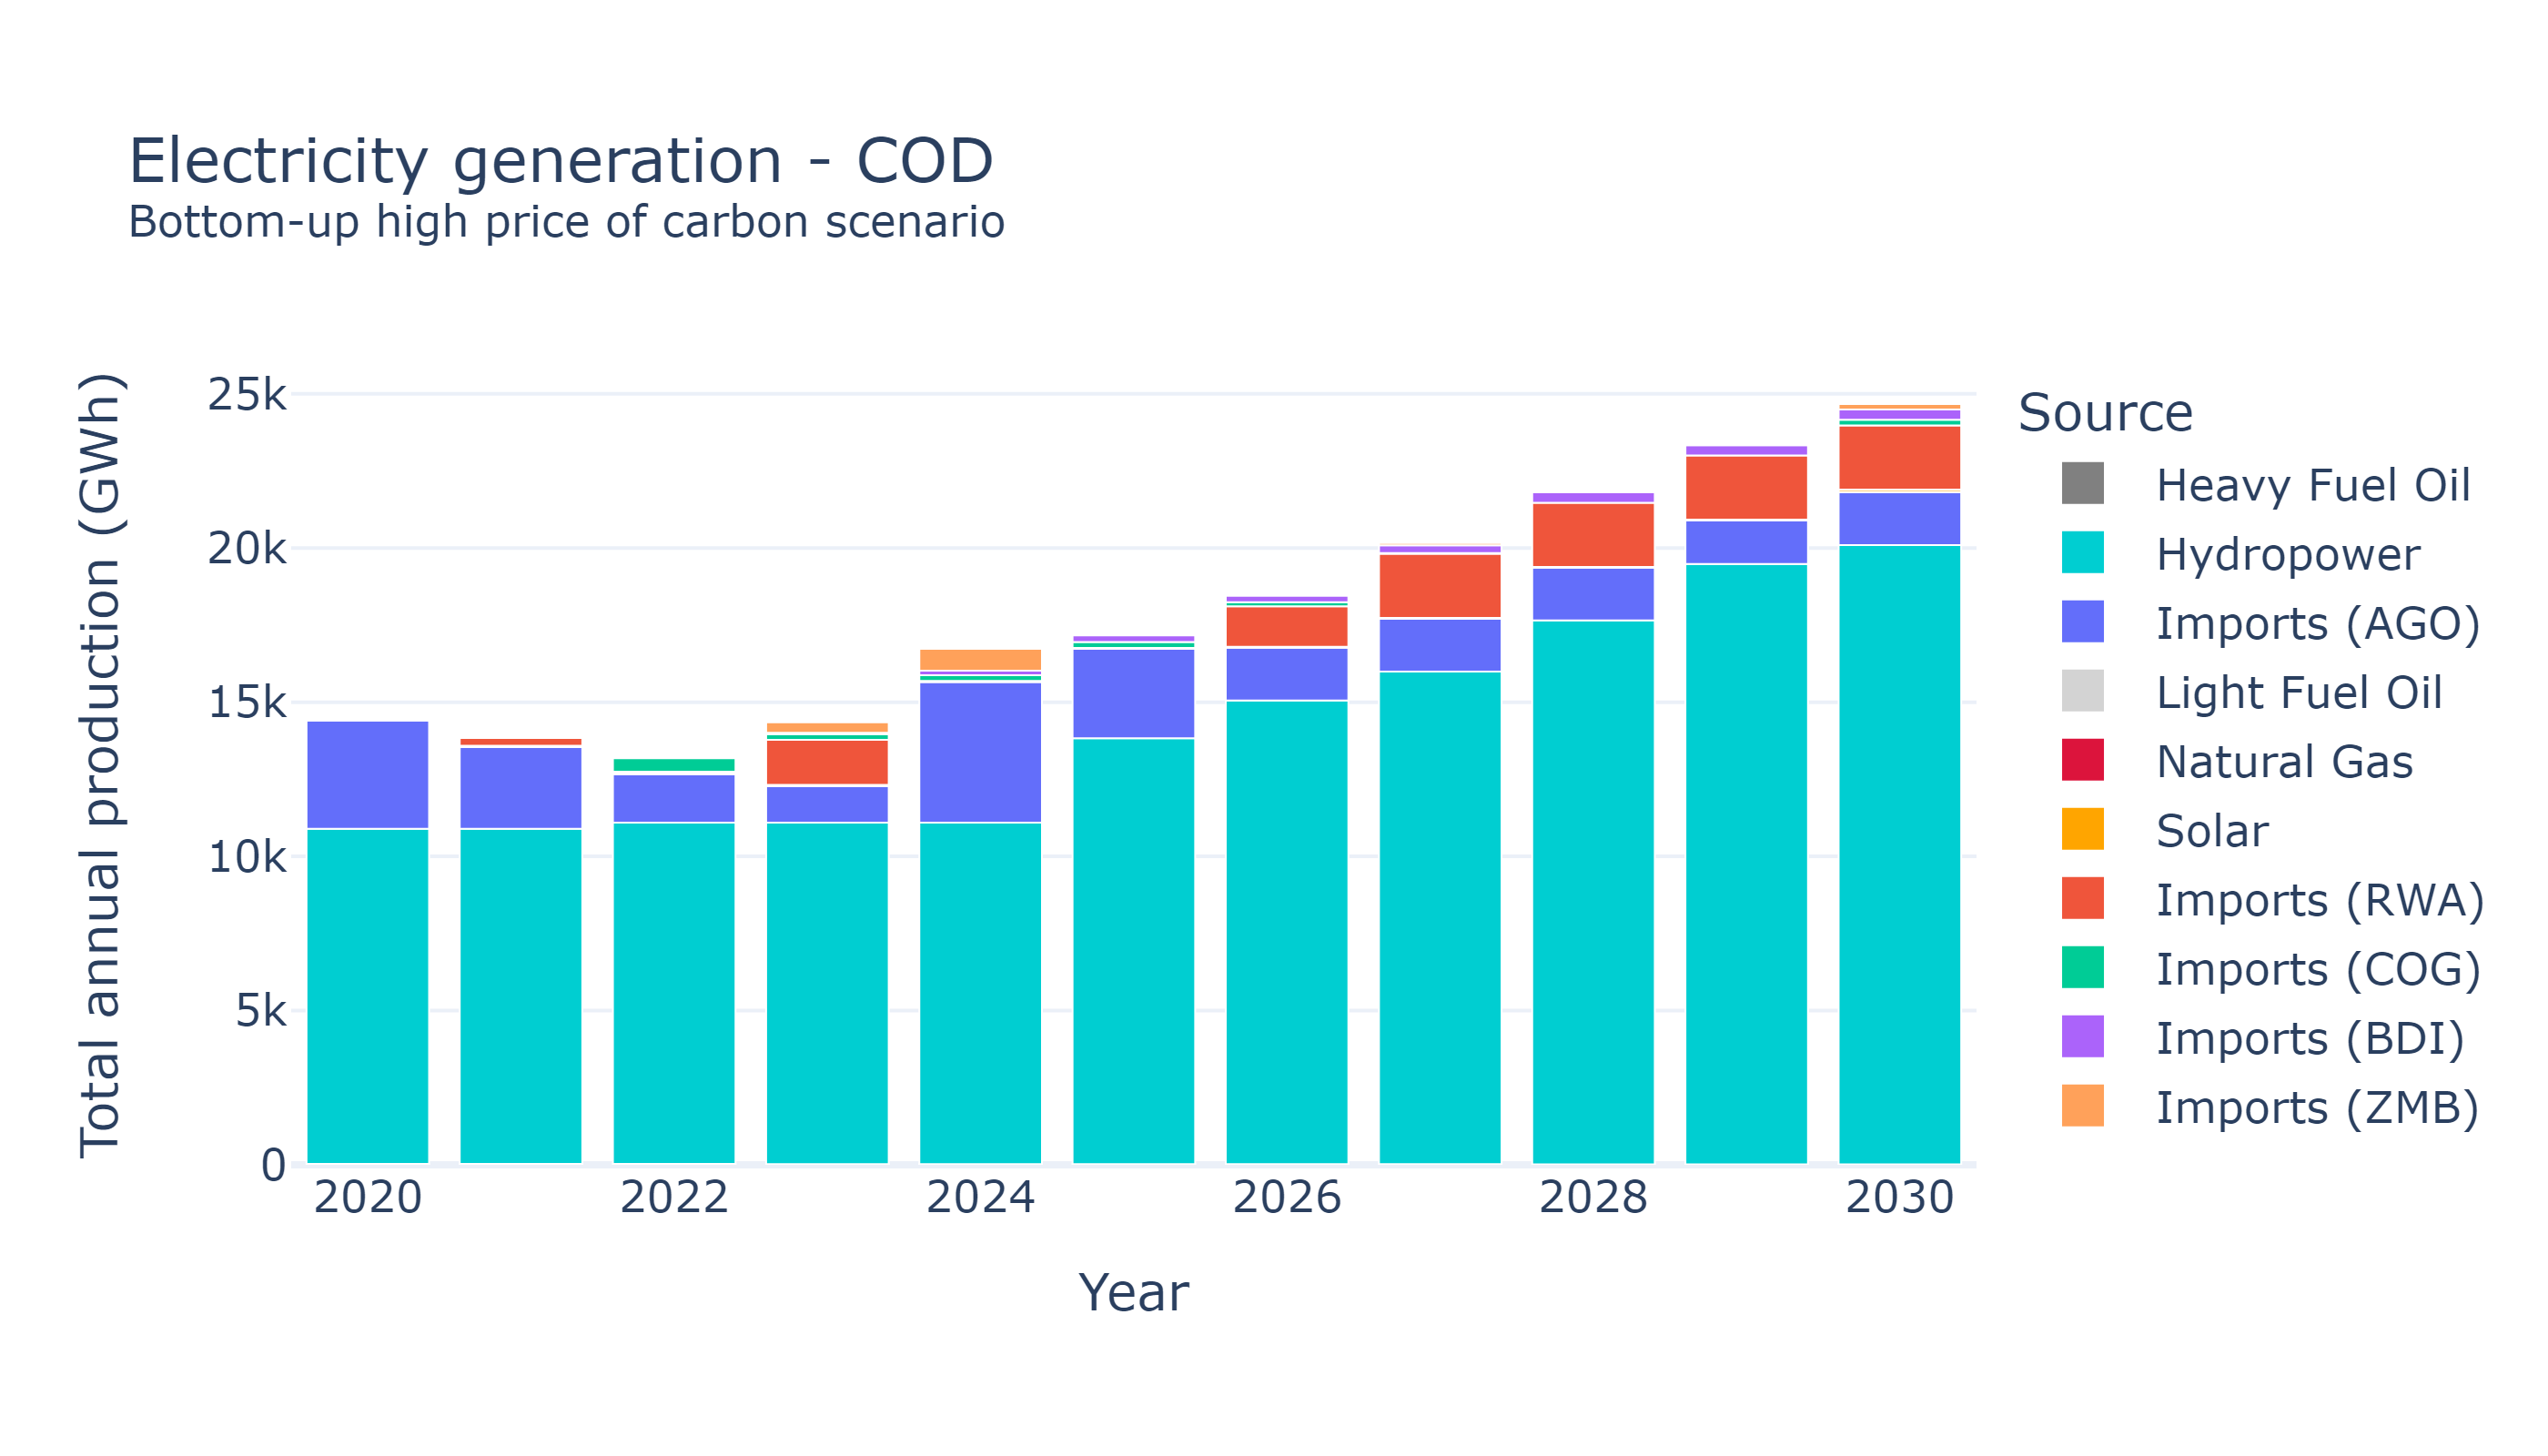 Electricity generation - COD
Bottom-up high price of carbon scenario
Total annual production (GWh)
25k
20k
15k
10k
5k
0
2020
2022
2024
2026
2028
2030
Year
Source
Heavy Fuel Oil
Hydropower
Imports (AGO)
Light Fuel Oil
Natural Gas
Solar
Imports (RWA)
Imports (COG)
Imports (BDI)
Imports (ZMB)